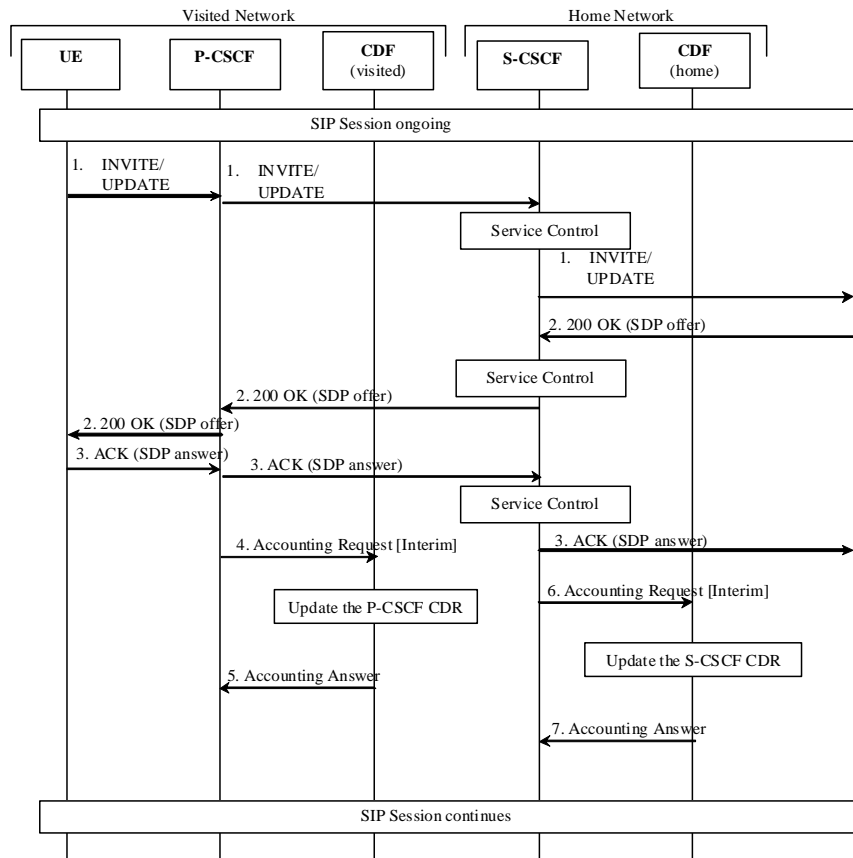 Visited Network
Home Network
UE
P-CSCF
CDF
(visited)
S-CSCF
CDF
(home)
SIP Session ongoing
1. INVITE/
UPDATE
1. INVITE/
UPDATE
Service Control
1. INVITE/
UPDATE
2. 200 OK (SDP offer)
Service Control
2. 200 OK (SDP offer)
2. 200 OK (SDP offer)
3. ACK (SDP answer)
3. ACK (SDP answer)
Service Control
4. Accounting Request [Interim]
3. ACK (SDP answer)
6. Accounting Request [Interim]
Update the P-CSCF CDR
Update the S-CSCF CDR
5. Accounting Answer
7. Accounting Answer
SIP Session continues